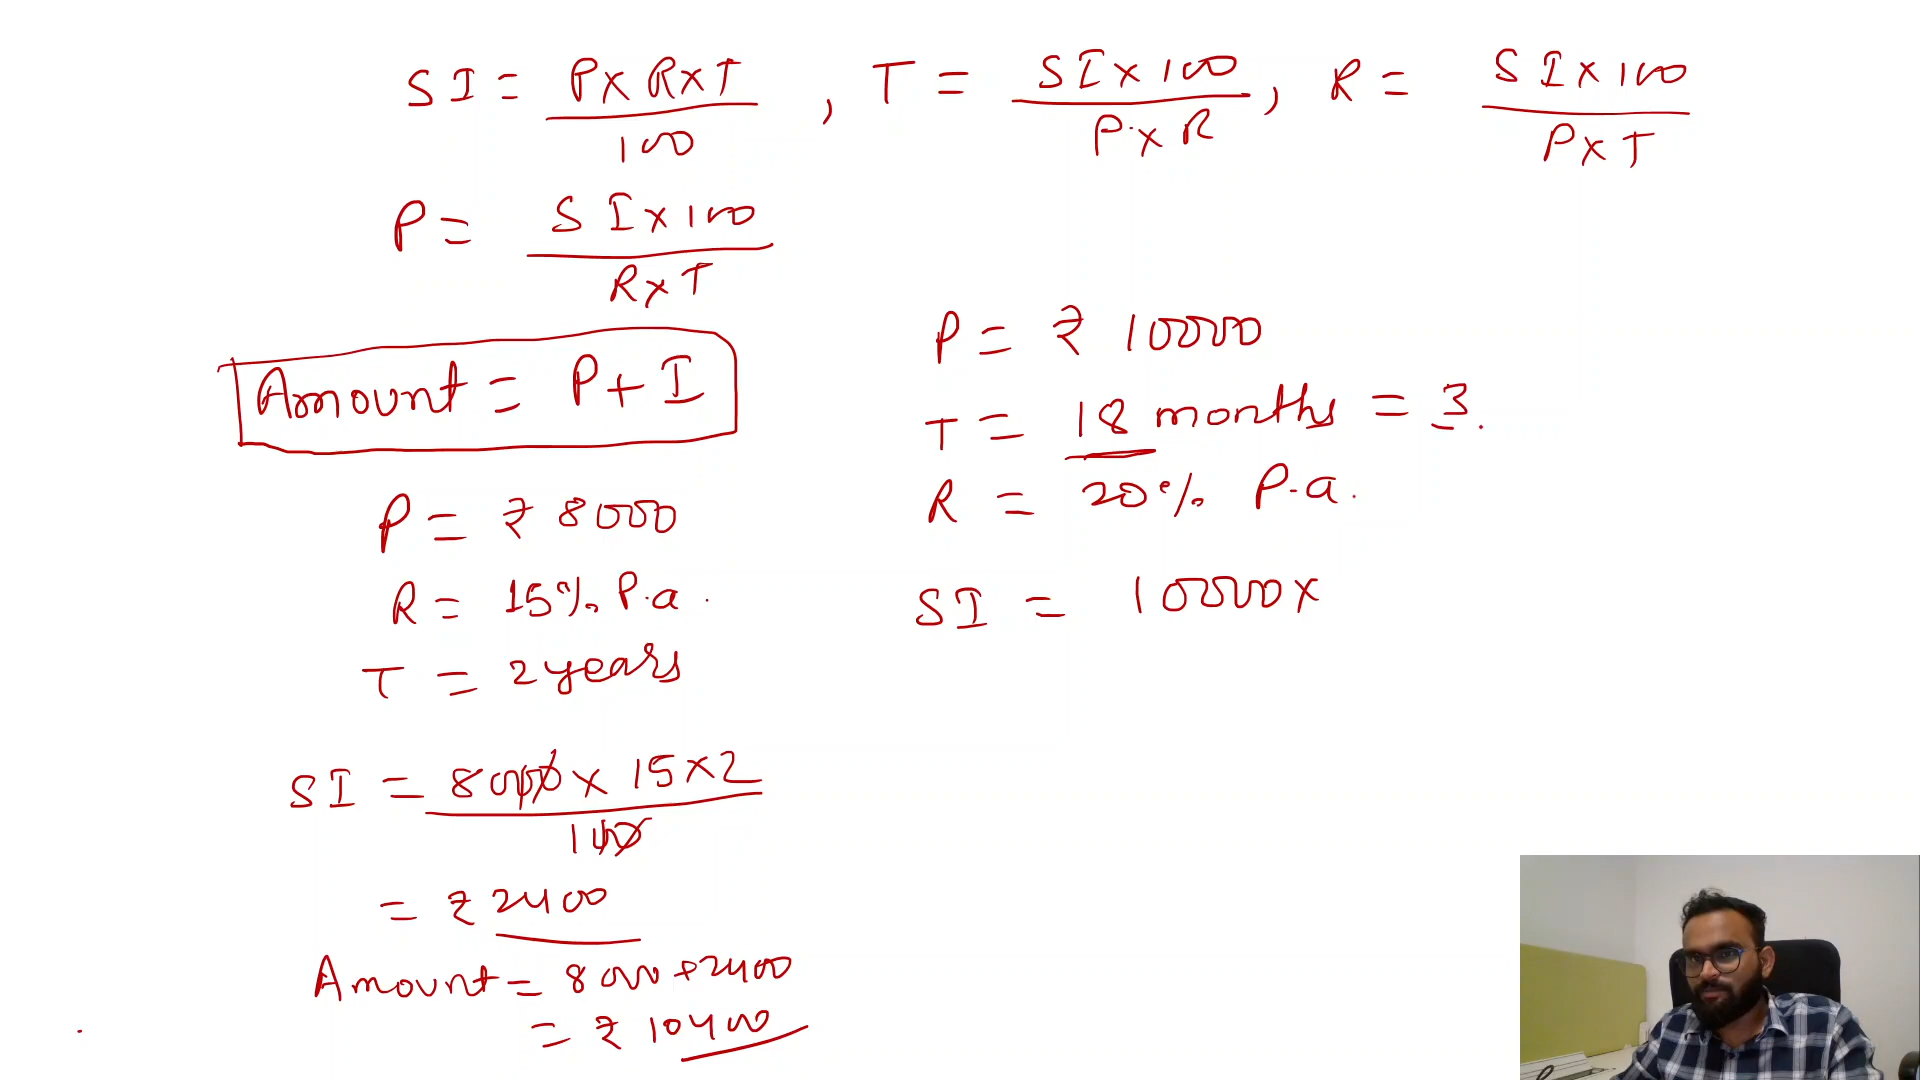 SI = P×R×T / 100 , T = SI×100 / P×R , R = SI×100 / P×T
P = SI×100 / R×T
Amount = P+I
P = ₹ 8000
R = 15% P.a.
T = 2 years
SI = 8000 × 15×2 / 100
= ₹ 2400
Amount = 8000+2400
= ₹ 10400
P = ₹ 10000
T = 18 months = 3
R = 20% P.a.
SI = 10000×